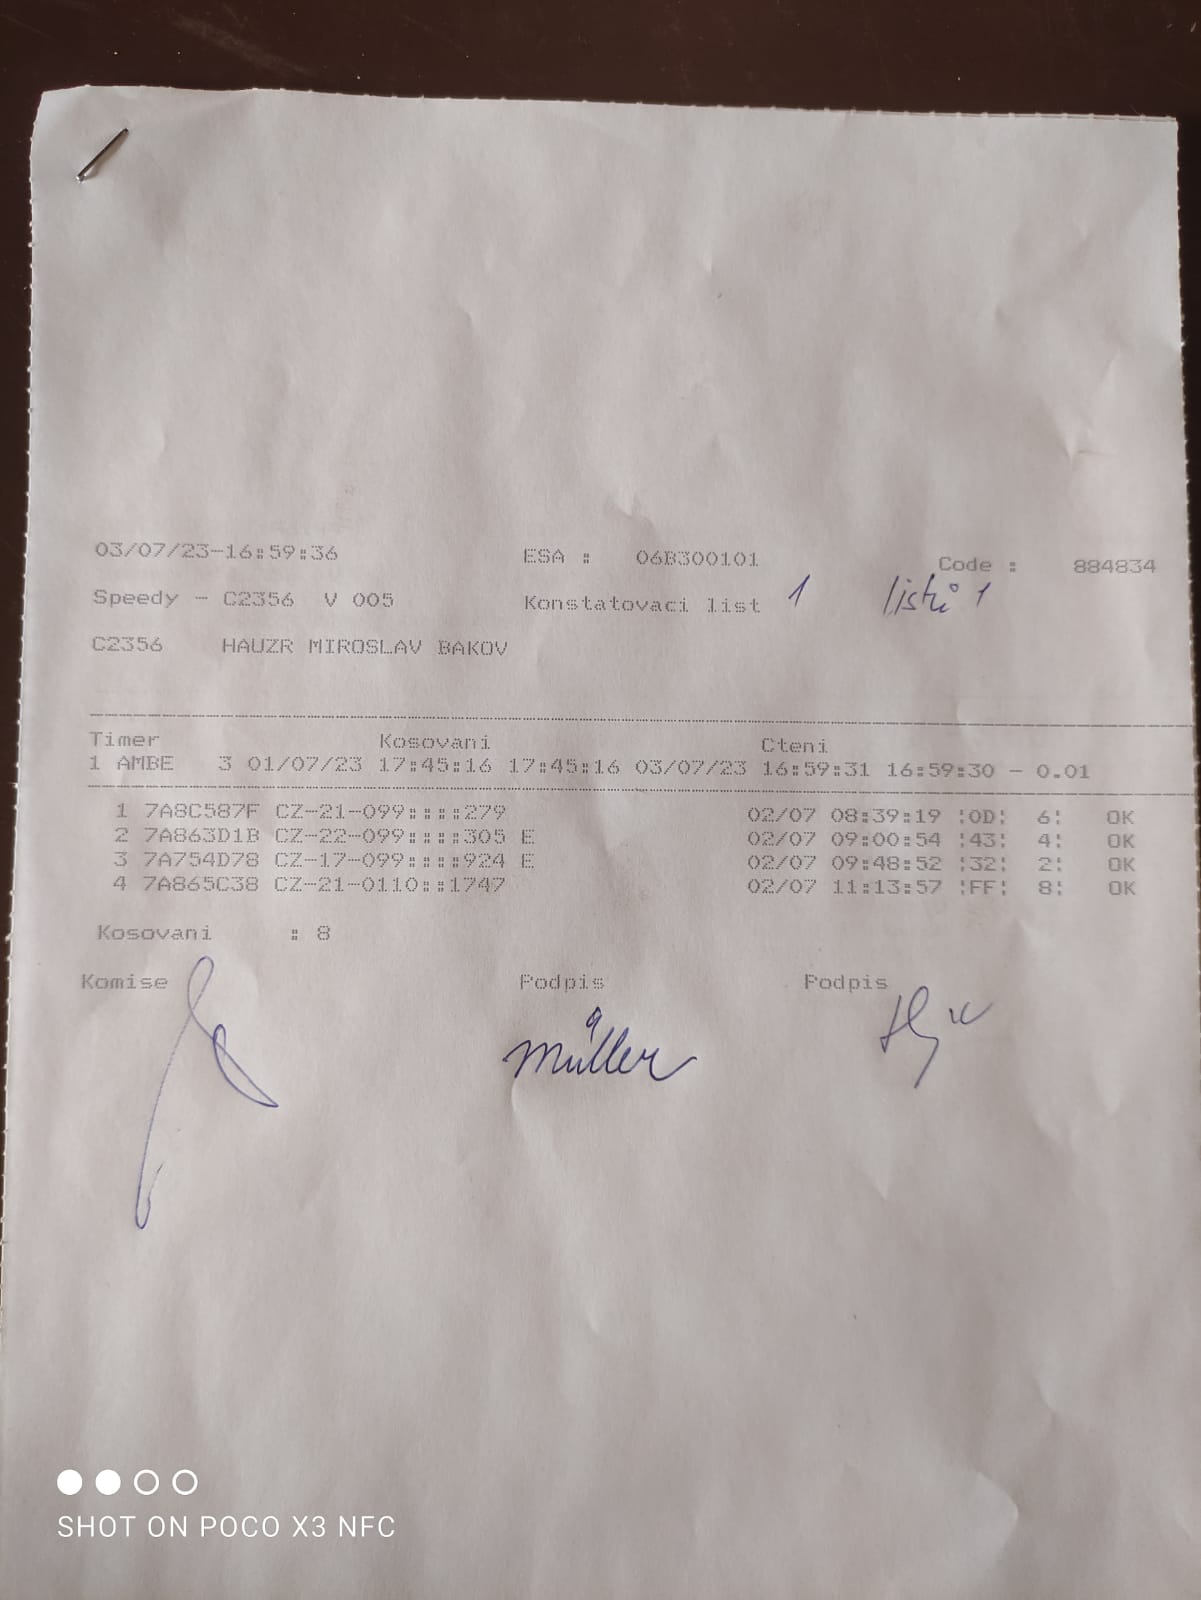 03/07/23-16:59:36 ESA : 06B300101 Code : 884834
Speedy - C2356 V 005 Konstatovaci list 1 listů 1
C2356 HAUZR MIROSLAV BAKOV
Timer Kosovani Cteni
1 AMBE 3 01/07/23 17:45:16 17:45:16 03/07/23 16:59:31 16:59:30 - 0.01
1 7A8C587F CZ-21-099::::279 02/07 08:39:19 ¦0D¦ 6¦ OK
2 7A863D1B CZ-22-099::::305 E 02/07 09:00:54 ¦43¦ 4¦ OK
3 7A754D78 CZ-17-099::::924 E 02/07 09:48:52 ¦32¦ 2¦ OK
4 7A865C38 CZ-21-0110::1747 02/07 11:13:57 ¦FF¦ 8¦ OK
Kosovani : 8
Komise Podpis Podpis
Müller
SHOT ON POCO X3 NFC